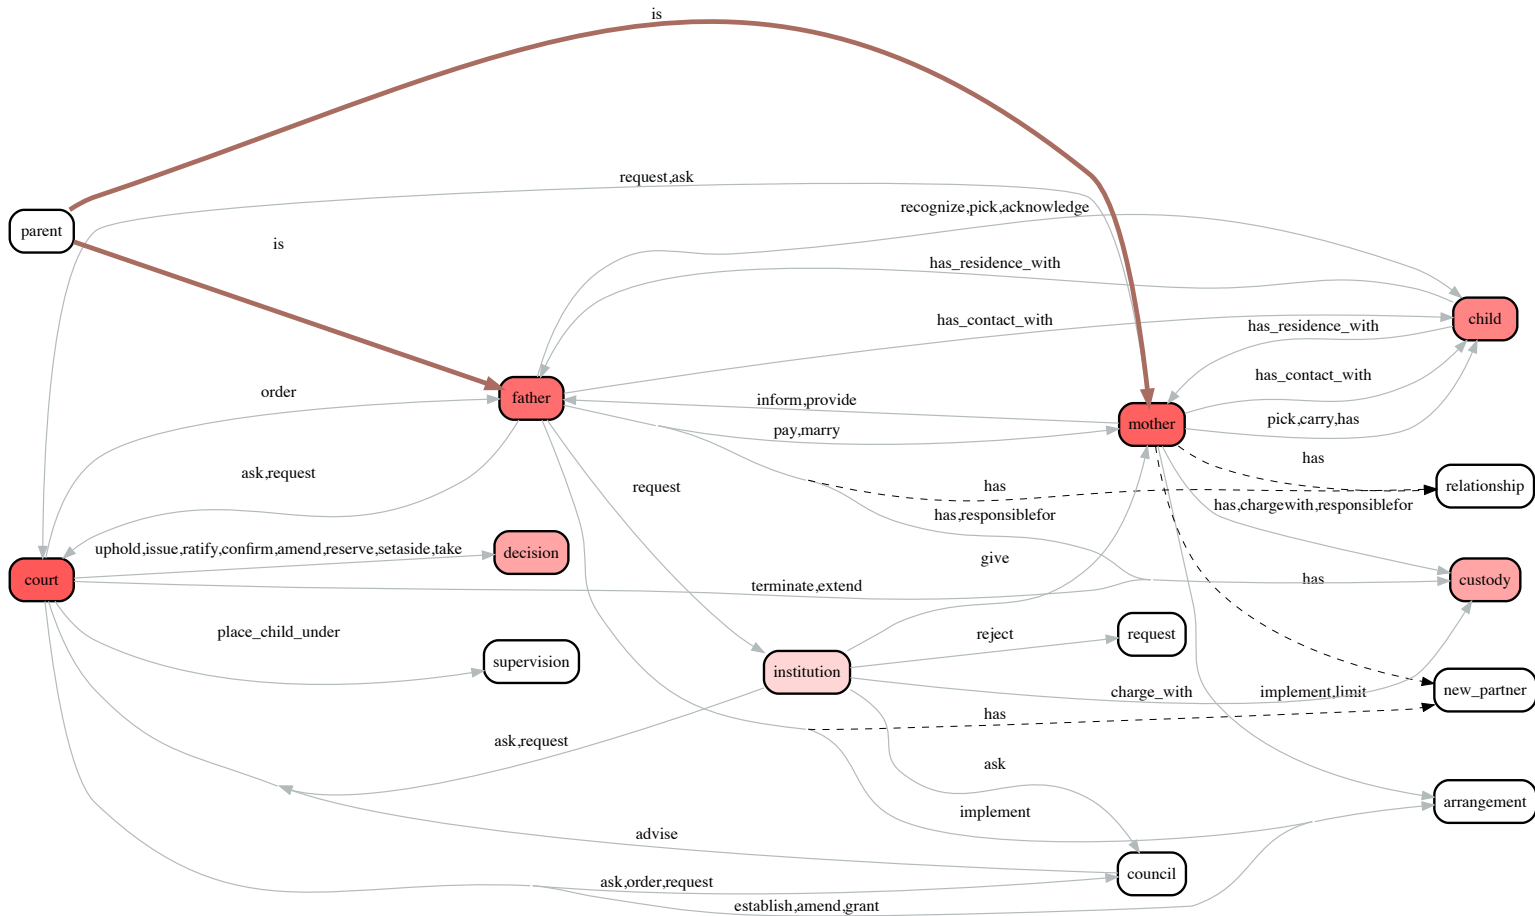 is
request,ask
recognize,pick,acknowledge
parent
is
has_residence_with
has_contact_with
child
has_residence_with
order
father
inform,provide
has_contact_with
mother
pick,carry,has
pay,marry
ask,request
request
has
has
relationship
has,responsiblefor
has,chargewith,responsiblefor
uphold,issue,ratify,confirm,amend,reserve,setaside,take
decision
give
court
terminate,extend
has
custody
place_child_under
supervision
reject
request
institution
charge_with
implement,limit
new_partner
has
ask,request
ask
implement
arrangement
advise
council
ask,order,request
establish,amend,grant